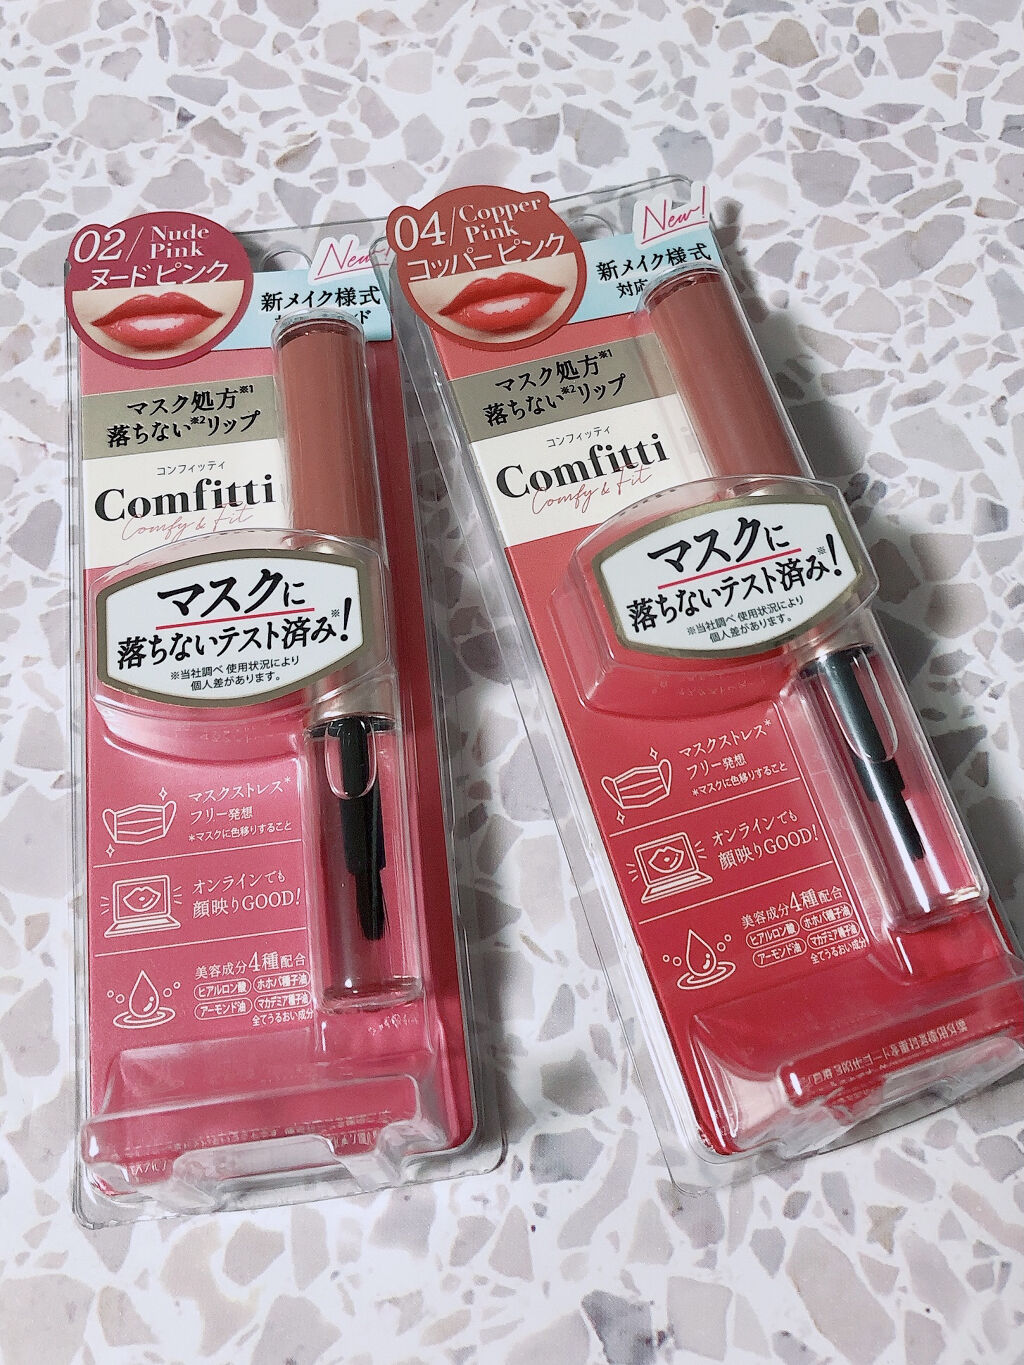 02/ Nude
Pink
ヌードピンク
New!
新メイク様式
マスク処方※1
落ちない※2リップ
コンフィッティ
Comfitti
Comfy & Fit
マスクに
落ちないテスト済み!※
※当社調べ 使用状況により
個人差があります。
マスクストレス*
フリー発想
*マスクに色移りすること
オンラインでも
顔映りGOOD!
美容成分4種配合
ヒアルロン酸 ホホバ種子油
アーモンド油 マカデミア種子油
全てうるおい成分
04/ Copper
Pink
コッパーピンク
New!
新メイク様式
対応
マスク処方※1
落ちない※2リップ
コンフィッティ
Comfitti
Comfy & Fit
マスクに
落ちないテスト済み!※
※当社調べ 使用状況により
個人差があります。
マスクストレス*
フリー発想
*マスクに色移りすること
オンラインでも
顔映りGOOD!
美容成分4種配合
ヒアルロン酸 ホホバ種子油
アーモンド油 マカデミア種子油
全てうるおい成分